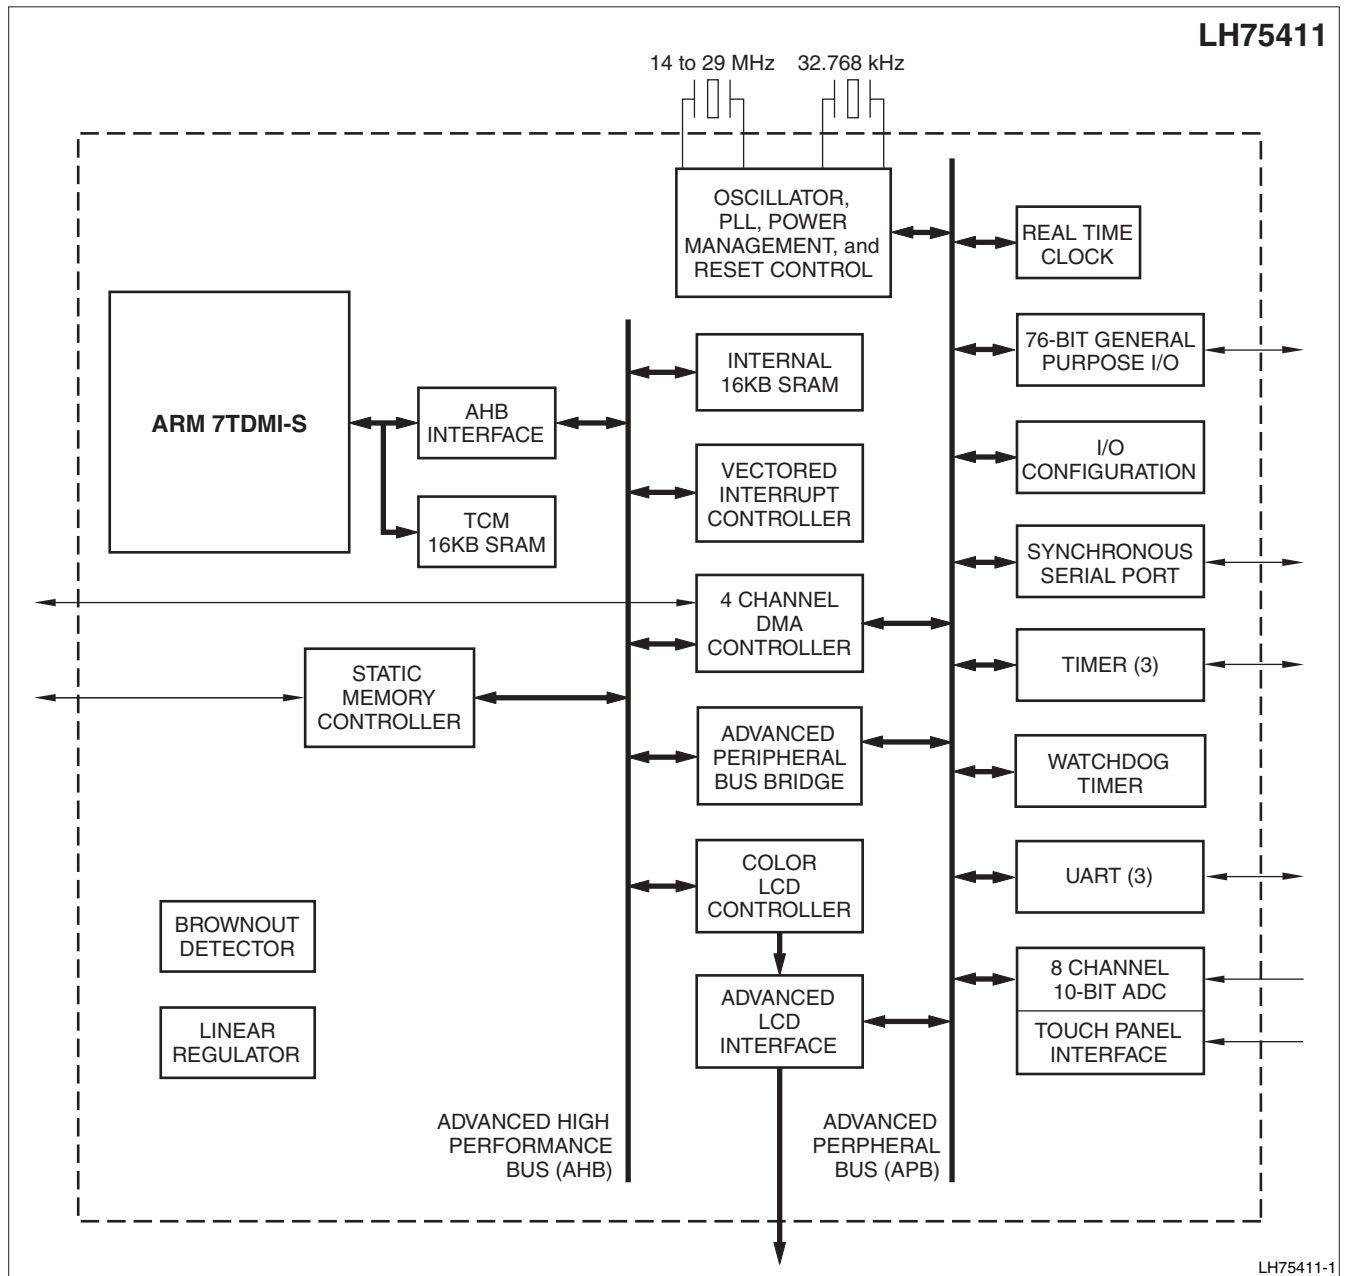 LH75411
14 to 29 MHz
32.768 kHz
OSCILLATOR,
PLL, POWER
MANAGEMENT, and
RESET CONTROL
REAL TIME
CLOCK
ARM 7TDMI-S
AHB
INTERFACE
TCM
16KB SRAM
INTERNAL
16KB SRAM
76-BIT GENERAL
PURPOSE I/O
VECTORED
INTERRUPT
CONTROLLER
I/O
CONFIGURATION
4 CHANNEL
DMA
CONTROLLER
SYNCHRONOUS
SERIAL PORT
STATIC
MEMORY
CONTROLLER
TIMER (3)
ADVANCED
PERIPHERAL
BUS BRIDGE
WATCHDOG
TIMER
COLOR
LCD
CONTROLLER
UART (3)
BROWNOUT
DETECTOR
ADVANCED
LCD
INTERFACE
8 CHANNEL
10-BIT ADC
LINEAR
REGULATOR
TOUCH PANEL
INTERFACE
ADVANCED HIGH
PERFORMANCE
BUS (AHB)
ADVANCED
PERPHERAL
BUS (APB)
LH75411-1